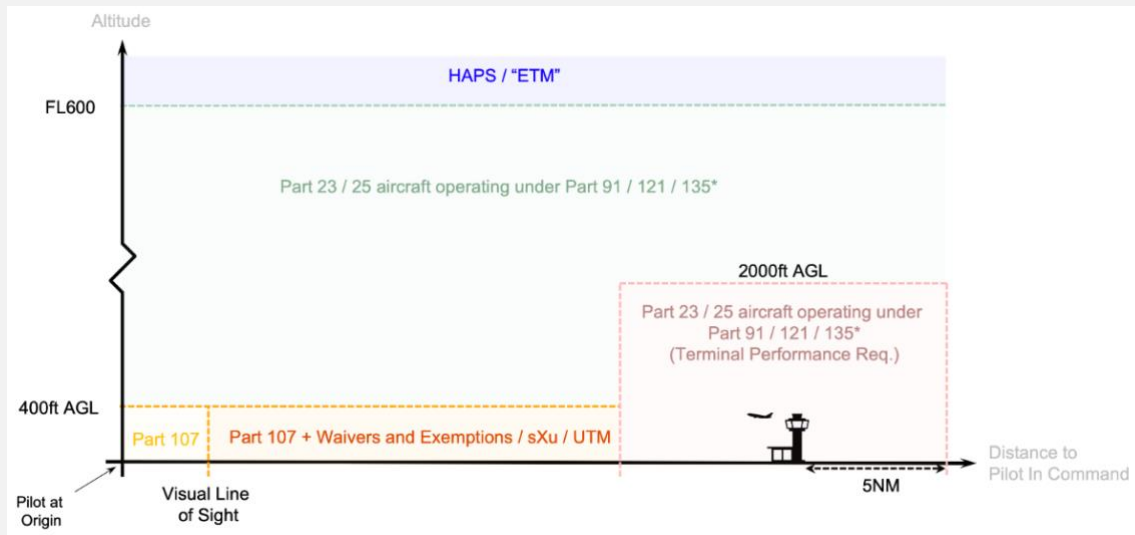 Altitude
HAPS / “ETM”
FL600
Part 23 / 25 aircraft operating under Part 91 / 121 / 135*
2000ft AGL
Part 23 / 25 aircraft operating under
Part 91 / 121 / 135*
(Terminal Performance Req.)
400ft AGL
Part 107
Part 107 + Waivers and Exemptions / sXu / UTM
Distance to
Pilot In Command
5NM
Pilot at
Origin
Visual Line
of Sight